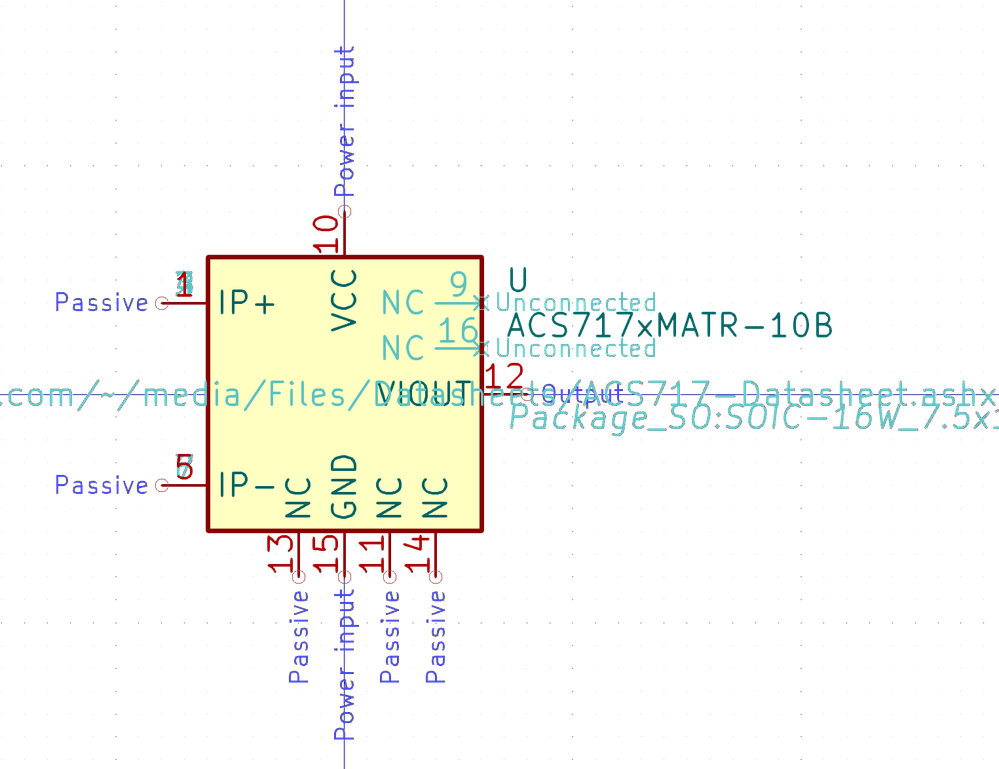 Power input
10
VCC
1
IP+
Passive
NC
9
Unconnected
U
ACS717xMATR-10B
NC
16
Unconnected
12
VIOUT
Output
.com/~/media/Files/Datasheets/ACS717-Datasheet.ashx
Package_SO:SOIC-16W_7.5x1
5
IP-
Passive
NC
GND
NC
NC
13
15
11
14
Passive
Power input
Passive
Passive